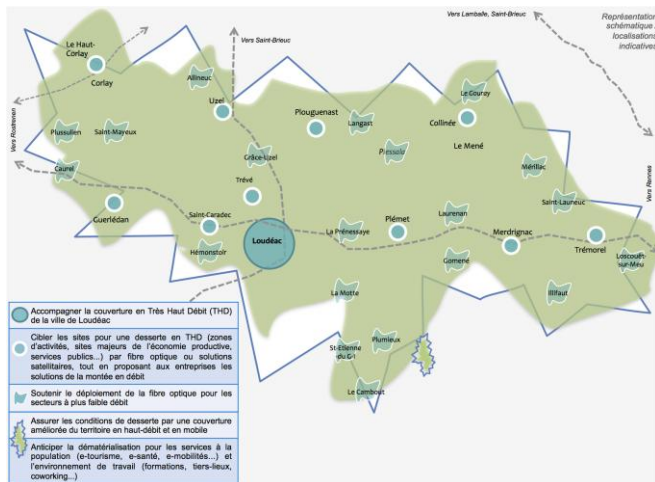 Vers Lamballe, Saint-Brieuc
Représentation
schématique
localisations
indicatives
Le Haut-
Corlay
Corlay
Vers Saint-Brieuc
Allineuc
Uzel
Plouguenast
Langast
Le Gouray
Collinée
Le Mené
Vers Rostrenen
Plussulien
Saint-Mayeux
Plessala
Grâce-Uzel
Mérillac
Vers Rennes
Caurel
Trévé
Saint-Launeuc
Guerlédan
Saint-Caradec
Loudéac
La Prénessaye
Plémet
Laurenan
Merdrignac
Trémorel
Hémonstoir
Gomené
Loscouët-
sur-Meu
La Motte
Illifaut
St-Etienne
du G-l
Plumieux
Le Cambout
Accompagner la couverture en Très Haut Débit (THD)
de la ville de Loudéac
Cibler les sites pour une desserte en THD (zones
d'activités, sites majeurs de l'économie productive,
services publics...) par fibre optique ou solutions
satellitaires, tout en proposant aux entreprises les
solutions de la montée en débit
Soutenir le déploiement de la fibre optique pour les
secteurs à plus faible débit
Assurer les conditions de desserte par une couverture
améliorée du territoire en haut-débit et en mobile
Anticiper la dématérialisation pour les services à la
population (e-tourisme, e-santé, e-mobilités...) et
l'environnement de travail (formations, tiers-lieux,
coworking...)